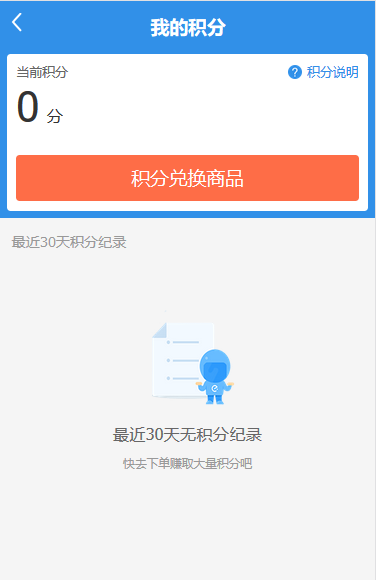 我的积分
当前积分
? 积分说明
0 分
积分兑换商品
最近30天积分纪录
最近30天无积分纪录
快去下单赚取大量积分吧